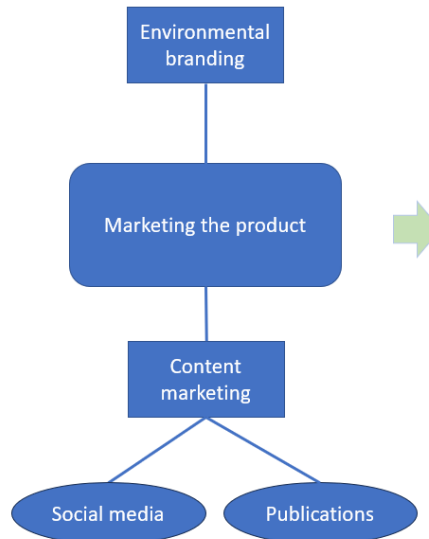 Environmental
branding
Marketing the product
Content
marketing
Social media
Publications